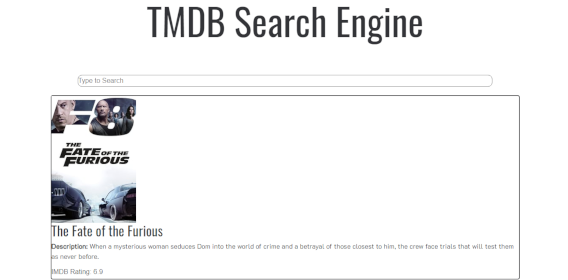 TMDB Search Engine
Type to Search
F8
THE
FATE OF THE
FURIOUS
The Fate of the Furious
Description: When a mysterious woman seduces Dom into the world of crime and a betrayal of those closest to him, the crew face trials that will test them
as never before.
IMDB Rating: 6.9